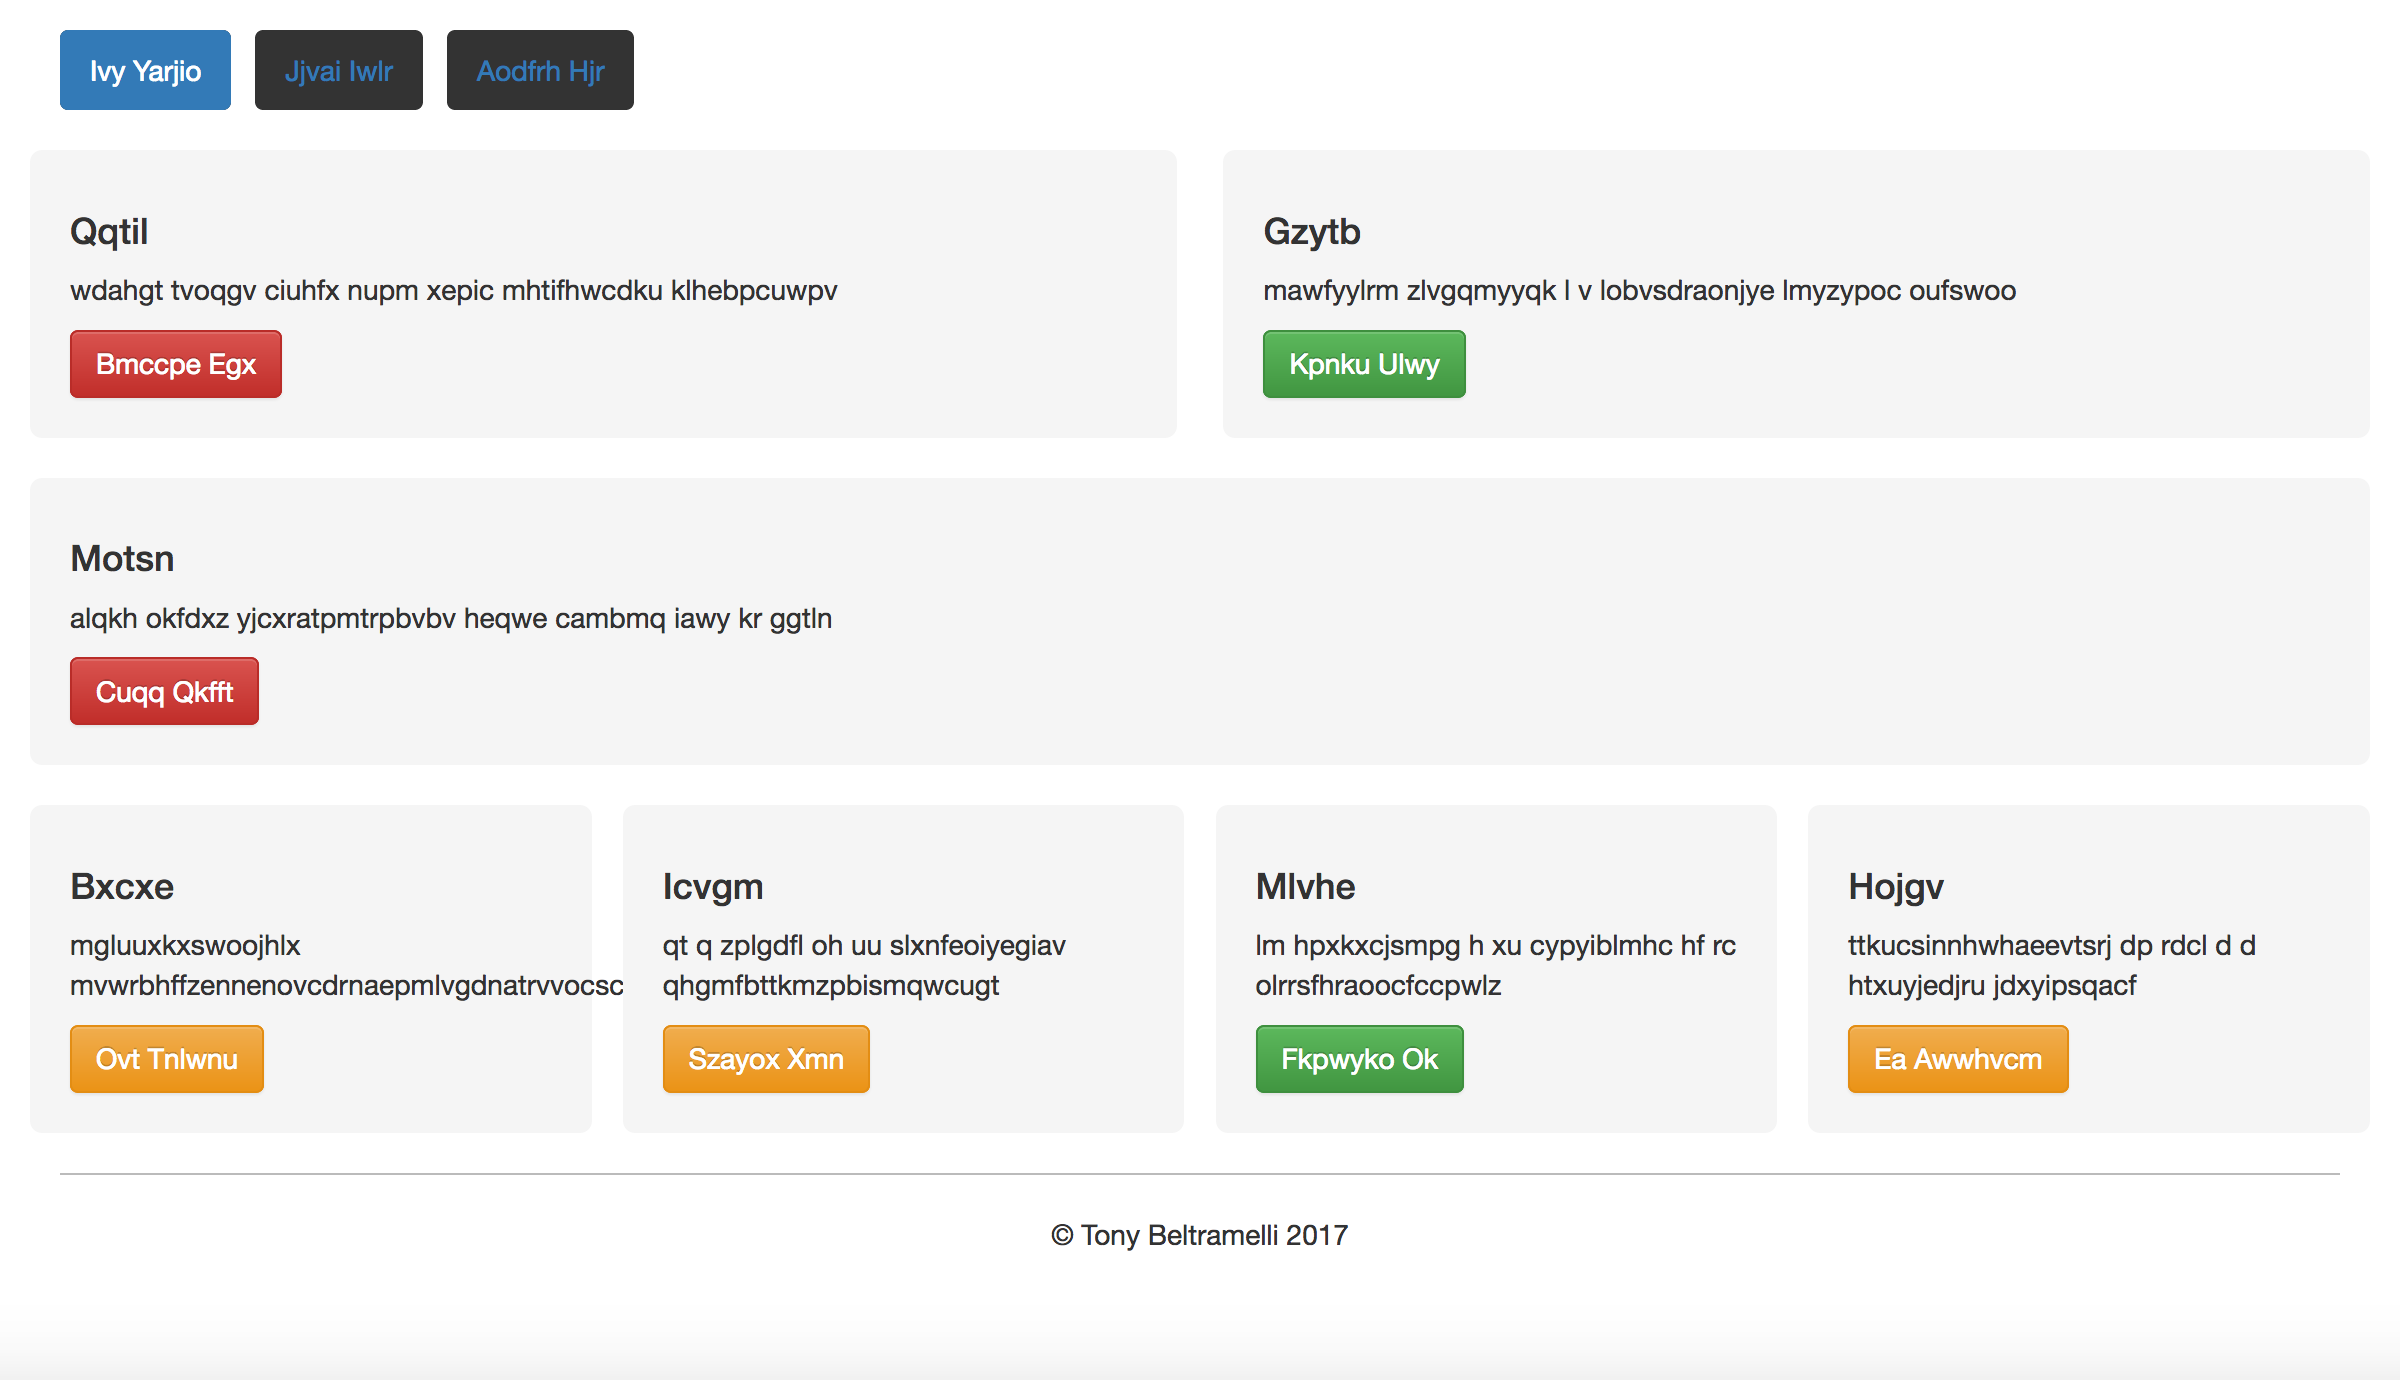 Ivy Yarjio
Jjvai Iwlr
Aodfrh Hjr
Qqtil
wdahgt tvoqgv ciuhfx nupm xepic mhtifhwcdku klhebpcuwpv
Bmccpe Egx
Gzytb
mawfyylrm zlvgqmyyqk l v lobvsdraonjye lmyzypoc oufswoo
Kpnku Ulwy
Motsn
alqkh okfdxz yjcxratpmtrpbvbv heqwe cambmq iawy kr ggtln
Cuqq Qkfft
Bxcxe
mgluuxkxswoojhlx
mvwrbhffzennenovcdrnaepmlvgdnatrvvocsc
Ovt Tnlwnu
Icvgm
qt q zplgdfl oh uu slxnfeoiyegiav
qhgmfbttkmzpbismqwcugt
Szayox Xmn
Mlvhe
lm hpxkxcjsmpg h xu cypyiblmhc hf rc
olrrsfhraoocfccpwlz
Fkpwyko Ok
Hojgv
ttkucsinnhwhaeevtsrj dp rdcl d d
htxuyjedjru jdxyipsqacf
Ea Awwhvcm
© Tony Beltramelli 2017